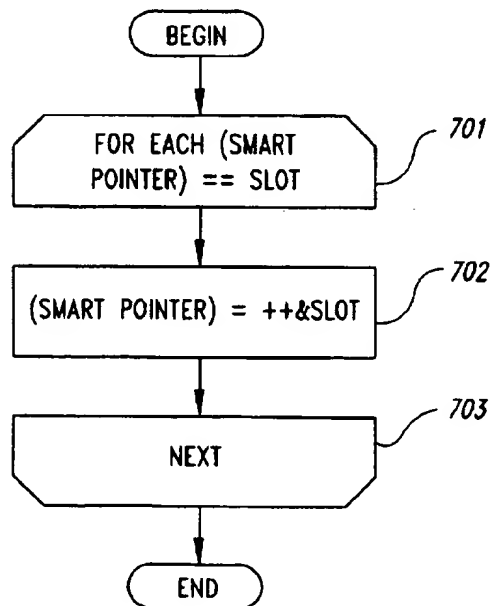 BEGIN
FOR EACH (SMART
POINTER) == SLOT
701
(SMART POINTER) = ++&SLOT
702
NEXT
703
END